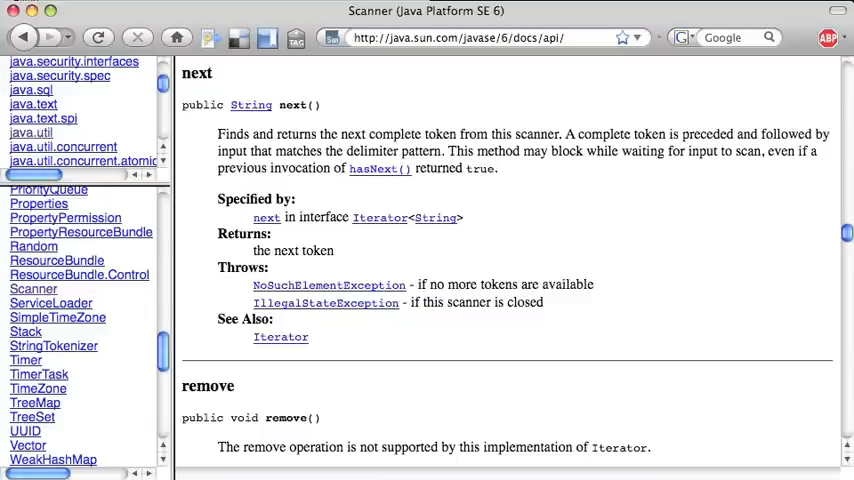 Scanner (Java Platform SE 6)
http://java.sun.com/javase/6/docs/api/
Google
ABP
TAG
Sun
java.security.interfaces
java.security.spec
java.sql
java.text
java.text.spi
java.util
java.util.concurrent
java.util.concurrent.atomic
PriorityQueue
Properties
PropertyPermission
PropertyResourceBundle
Random
ResourceBundle
ResourceBundle.Control
Scanner
ServiceLoader
SimpleTimeZone
Stack
StringTokenizer
Timer
TimerTask
TimeZone
TreeMap
TreeSet
UUID
Vector
WeakHashMap
next
public String next()
Finds and returns the next complete token from this scanner. A complete token is preceded and followed by
input that matches the delimiter pattern. This method may block while waiting for input to scan, even if a
previous invocation of hasNext() returned true.
Specified by:
next in interface Iterator<String>
Returns:
the next token
Throws:
NoSuchElementException - if no more tokens are available
IllegalStateException - if this scanner is closed
See Also:
Iterator
remove
public void remove()
The remove operation is not supported by this implementation of Iterator.